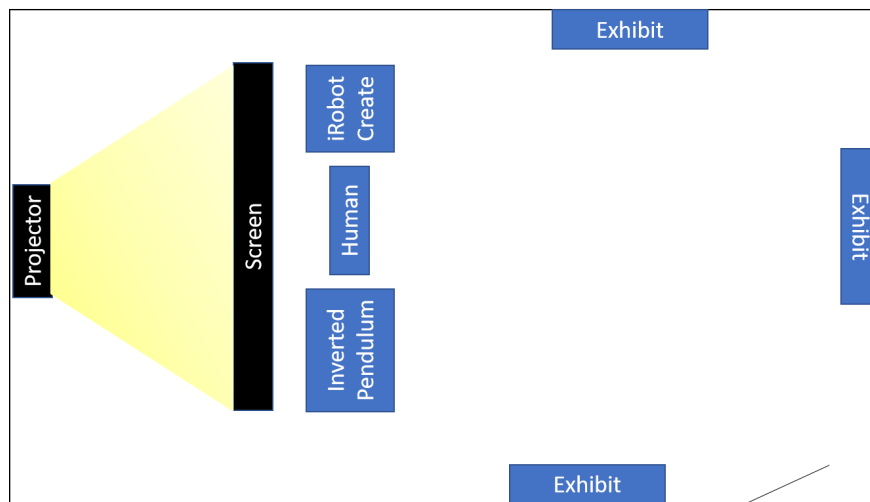 Exhibit
Projector
Screen
iRobot
Create
Human
Inverted
Pendulum
Exhibit
Exhibit